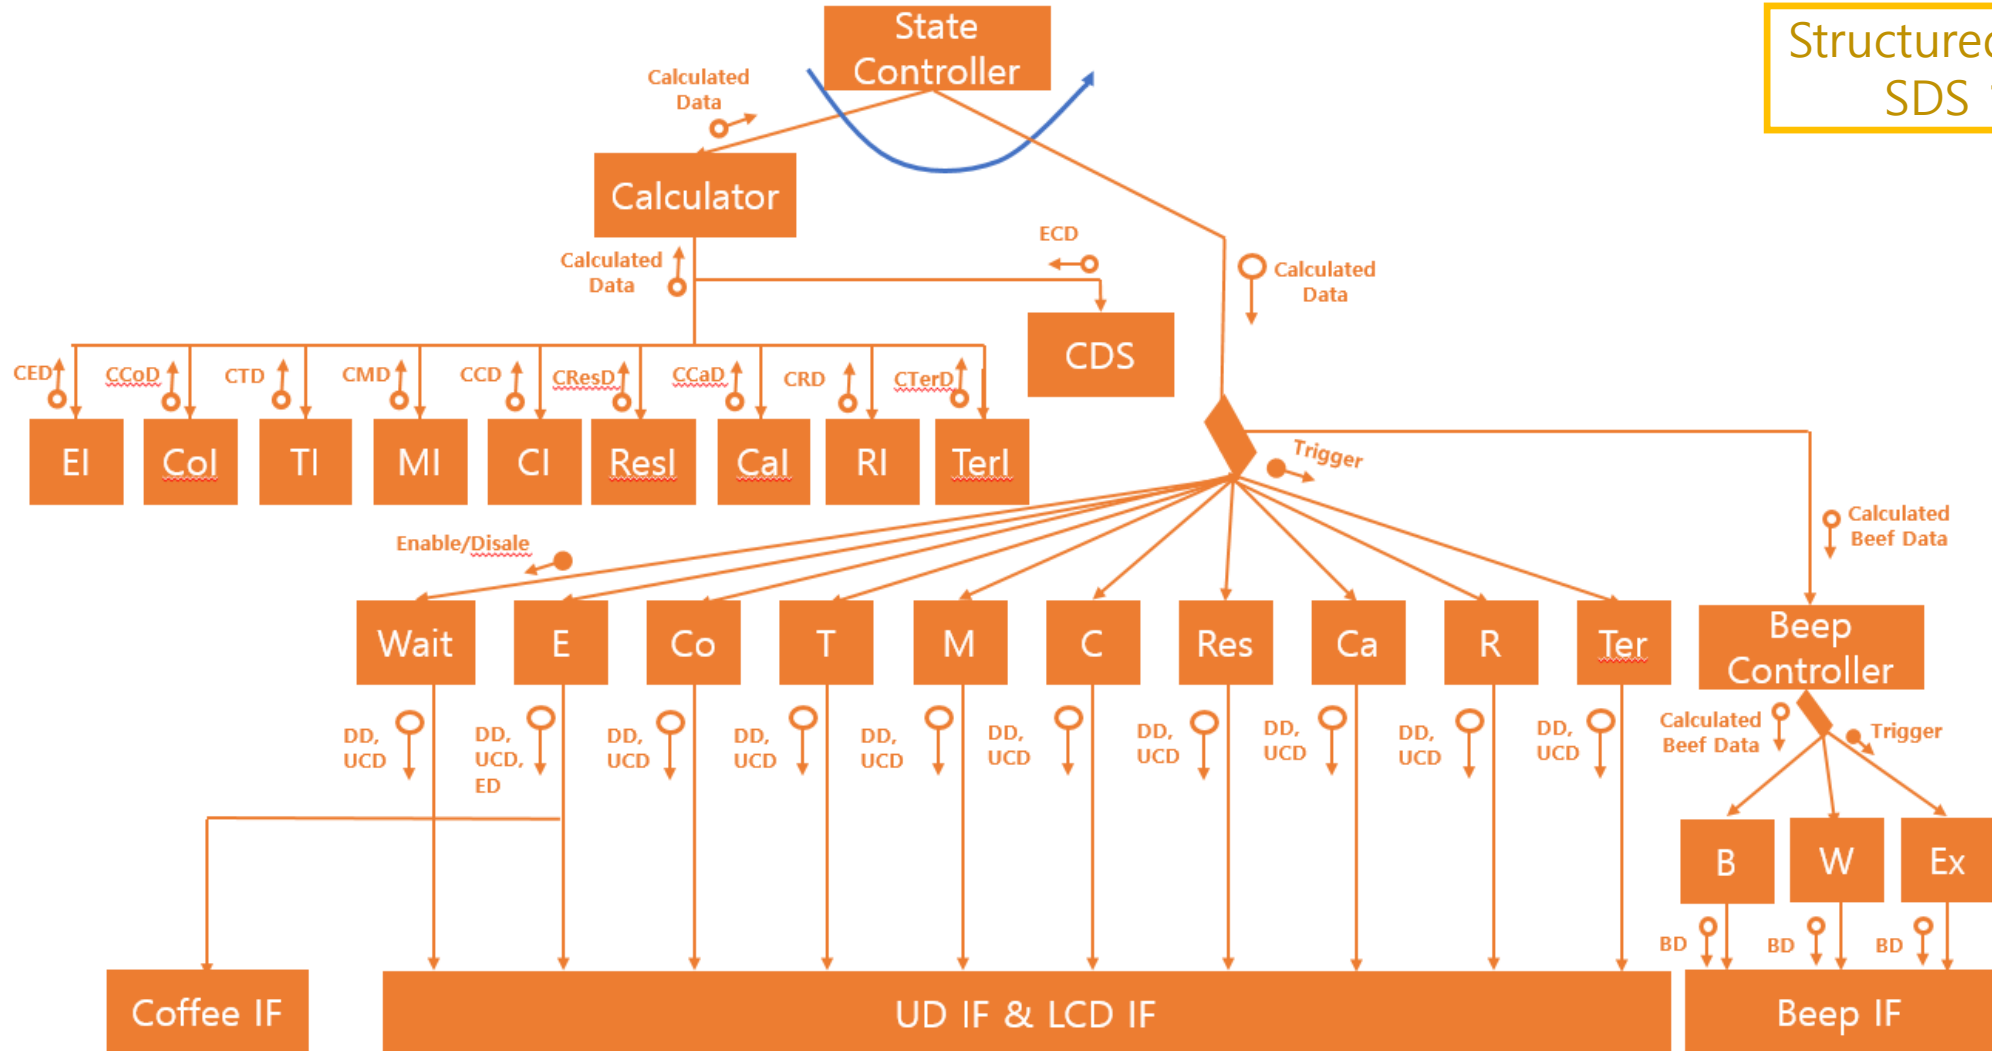 State
Controller
Structured
SDS
Calculated
Data
Calculator
ECD
Calculated
Data
Calculated
Data
CDS
CED
CCoD
CTD
CMD
CCD
CResD
CCaD
CRD
CTerD
EI
CoI
TI
MI
CI
ResI
CaI
RI
TerI
Trigger
Enable/Disale
Calculated
Beef Data
Wait
E
Co
T
M
C
Res
Ca
R
Ter
Beep
Controller
DD,
UCD
DD,
UCD,
ED
DD,
UCD
DD,
UCD
DD,
UCD
DD,
UCD
DD,
UCD
DD,
UCD
DD,
UCD
DD,
UCD
Calculated
Beef Data
Trigger
B
W
Ex
BD
BD
BD
Coffee IF
UD IF & LCD IF
Beep IF